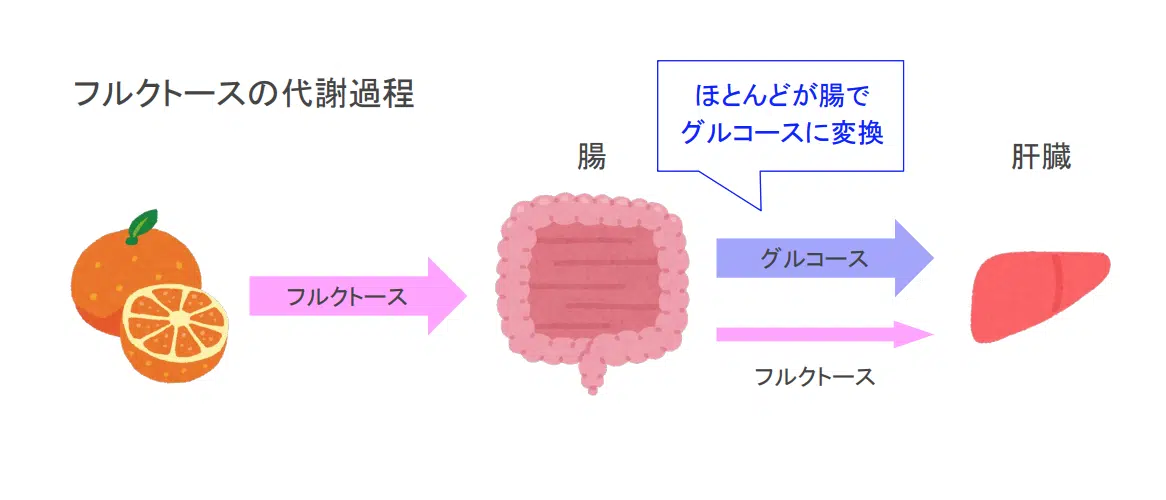 フルクトースの代謝過程
ほとんどが腸で
グルコースに変換
腸
肝臓
フルクトース
グルコース
フルクトース